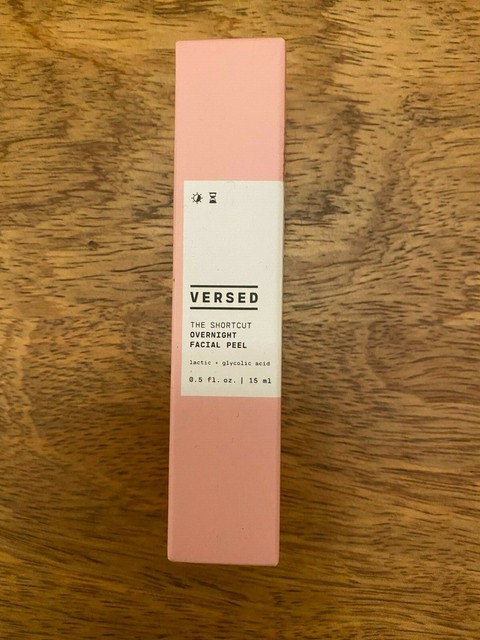 VERSED
THE SHORTCUT
OVERNIGHT
FACIAL PEEL
lactic + glycolic acid
0.5 fl. oz. | 15 ml